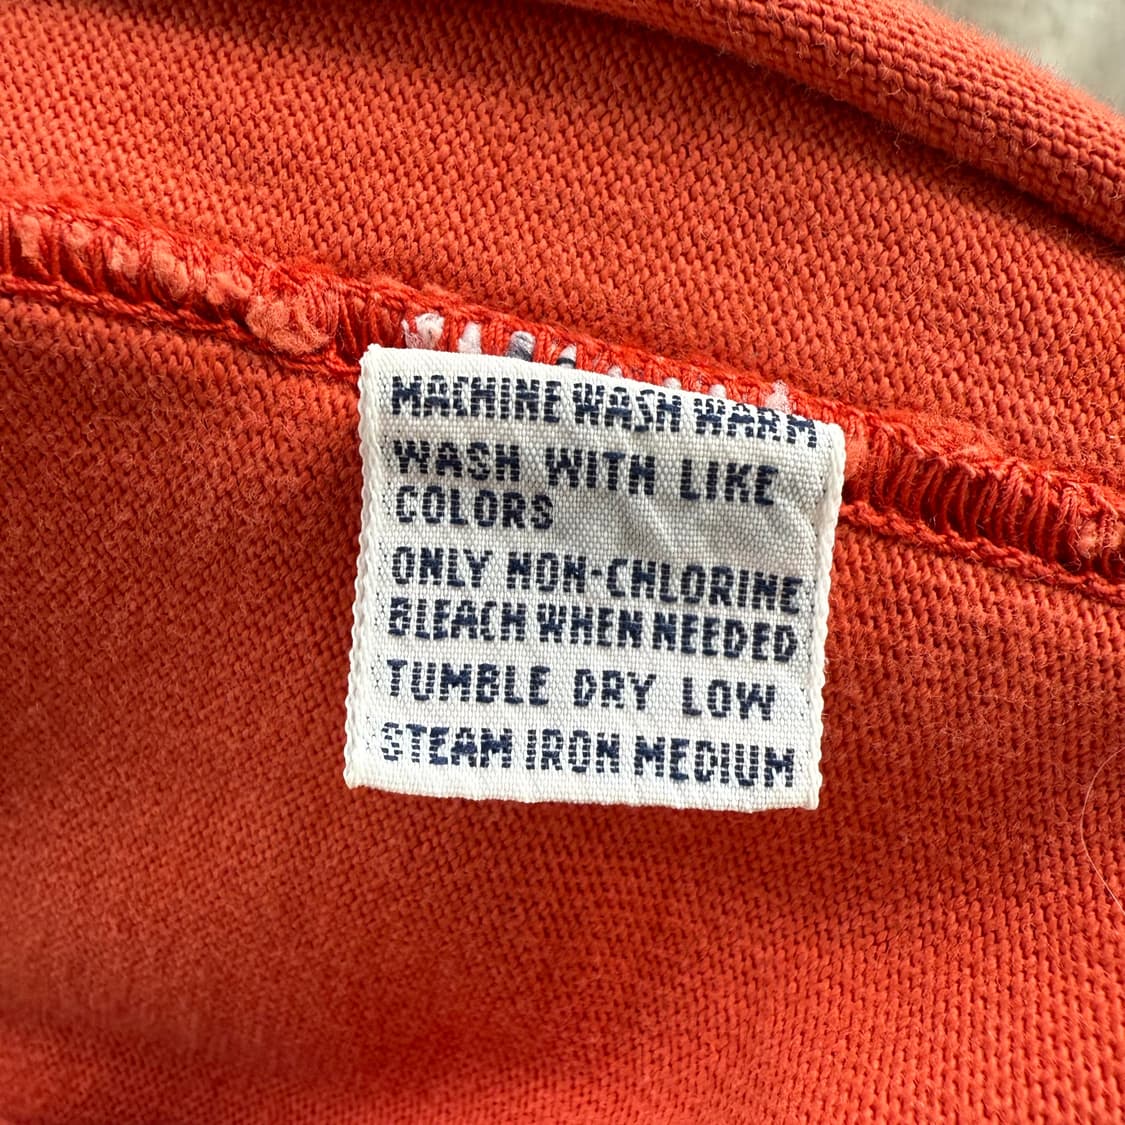 MACHINE WASH WARM
WASH WITH LIKE
COLORS
ONLY NON-CHLORINE
BLEACH WHEN NEEDED
TUMBLE DRY LOW
STEAM IRON MEDIUM